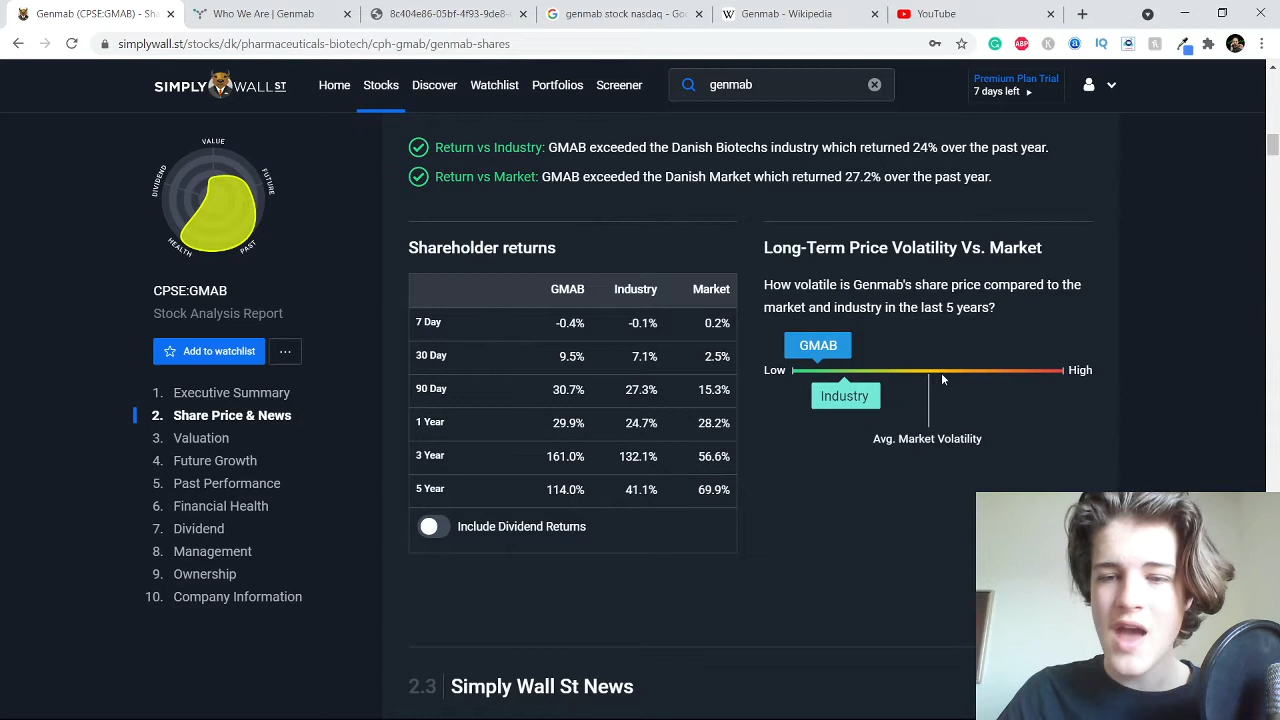 Genmab (CPSE:GMAB) - Sha
Who We Are | Genmab
8c404e86-05bf-4f93-9de8-
genmab stock nasdaq - Goo
Genmab - Wikipedia
YouTube
simplywall.st/stocks/dk/pharmaceuticals-biotech/cph-gmab/genmab-shares
SIMPLY WALL ST
Home
Stocks
Discover
Watchlist
Portfolios
Screener
genmab
Premium Plan Trial
7 days left
VALUE
FUTURE
PAST
HEALTH
DIVIDEND
CPSE:GMAB
Stock Analysis Report
Add to watchlist
1. Executive Summary
2. Share Price & News
3. Valuation
4. Future Growth
5. Past Performance
6. Financial Health
7. Dividend
8. Management
9. Ownership
10. Company Information
Return vs Industry: GMAB exceeded the Danish Biotechs industry which returned 24% over the past year.
Return vs Market: GMAB exceeded the Danish Market which returned 27.2% over the past year.
Shareholder returns
GMAB Industry Market
7 Day -0.4% -0.1% 0.2%
30 Day 9.5% 7.1% 2.5%
90 Day 30.7% 27.3% 15.3%
1 Year 29.9% 24.7% 28.2%
3 Year 161.0% 132.1% 56.6%
5 Year 114.0% 41.1% 69.9%
Include Dividend Returns
Long-Term Price Volatility Vs. Market
How volatile is Genmab's share price compared to the
market and industry in the last 5 years?
GMAB
Low
High
Industry
Avg. Market Volatility
2.3 Simply Wall St News